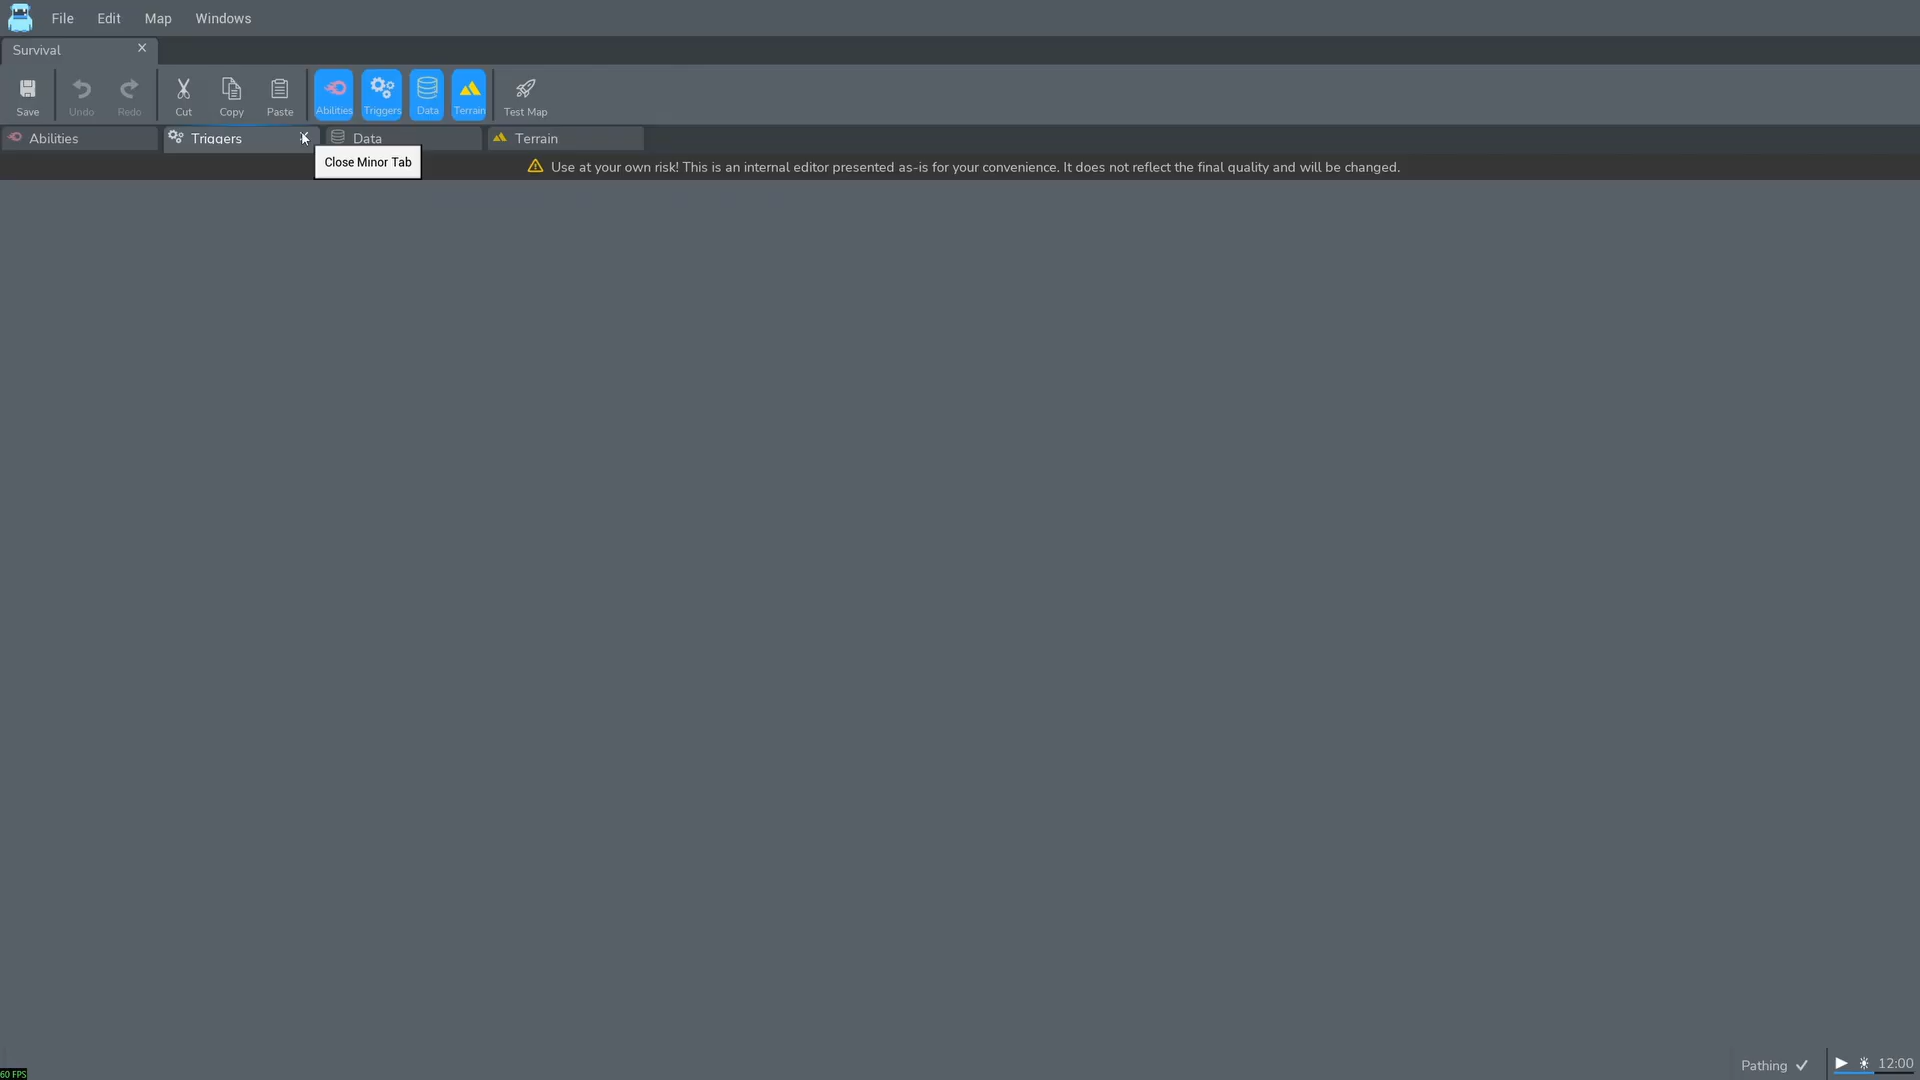 File Edit Map Windows
Survival
Save Undo Redo Cut Copy Paste Abilities Triggers Data Terrain Test Map
Abilities Triggers Data Terrain
Close Minor Tab
Use at your own risk! This is an internal editor presented as-is for your convenience. It does not reflect the final quality and will be changed.
Pathing 12:00
60 FPS